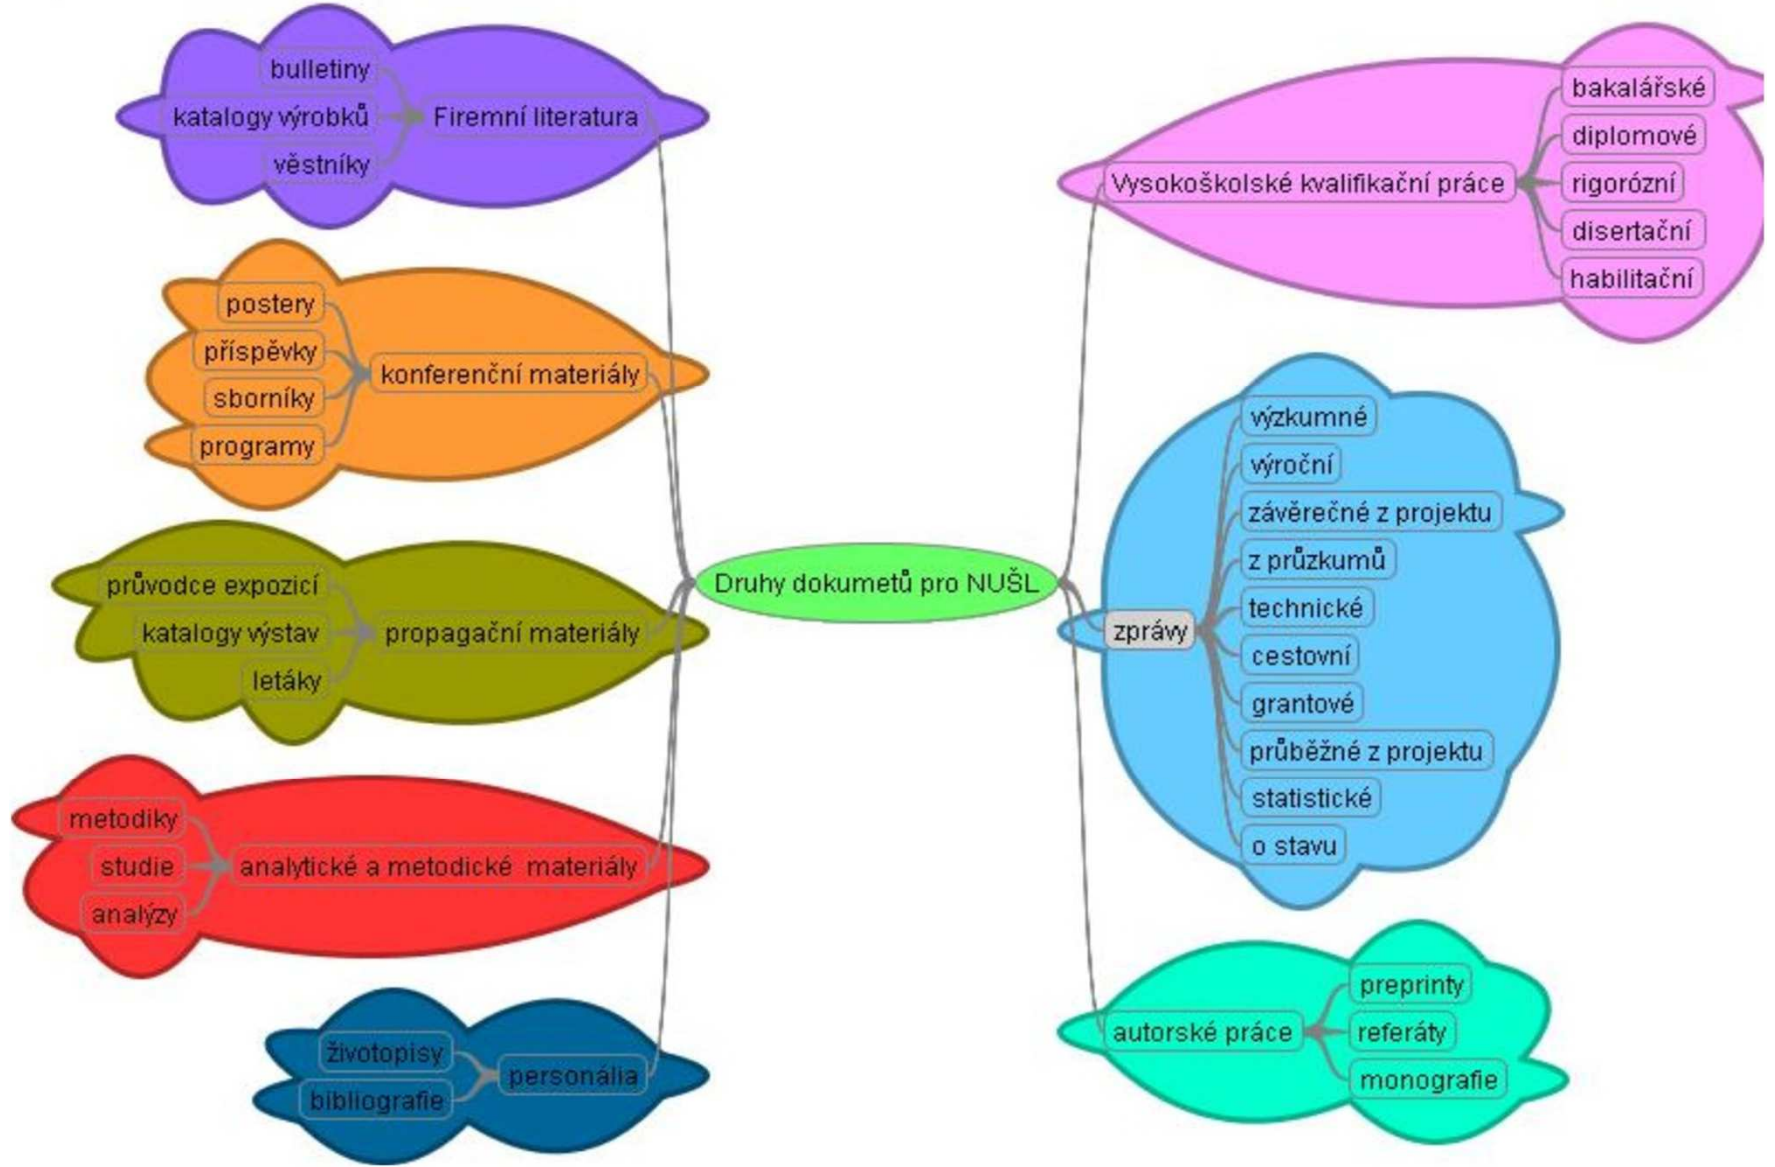 Druhy dokumetů pro NUŠL
Firemní literatura
bulletiny
katalogy výrobků
věstníky
konferenční materiály
postery
příspěvky
sborníky
programy
propagační materiály
průvodce expozicí
katalogy výstav
letáky
analytické a metodické  materiály
metodiky
studie
analýzy
personália
životopisy
bibliografie
Vysokoškolské kvalifikační práce
bakalářské
diplomové
rigorózní
disertační
habilitační
zprávy
výzkumné
výroční
závěrečné z projektu
z průzkumů
technické
cestovní
grantové
průběžné z projektu
statistické
o stavu
autorské práce
preprinty
referáty
monografie